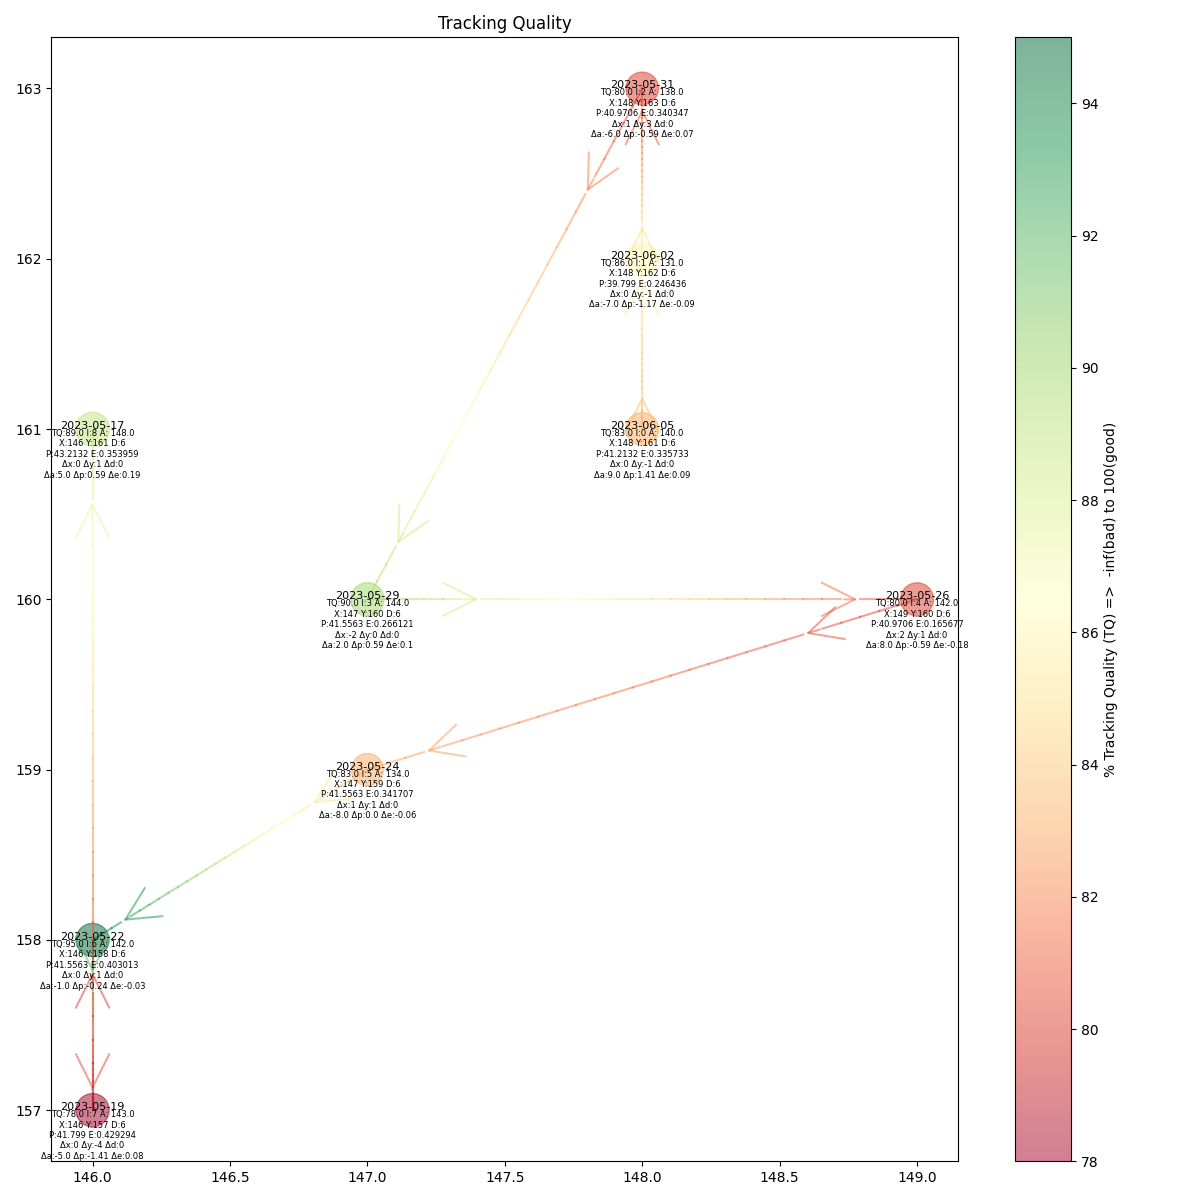 Tracking Quality
163
162
161
160
159
158
157
2023-05-31
TQ:80.0 I:2 A: 138.0
X:148 Y:163 D:6
P:40.9706 E:0.340347
Δx:1 Δy:3 Δd:0
Δa:-6.0 Δp:-0.59 Δe:0.07
2023-06-02
TQ:86.0 I:1 A: 131.0
X:148 Y:162 D:6
P:39.799 E:0.246436
Δx:0 Δy:-1 Δd:0
Δa:-7.0 Δp:-1.17 Δe:-0.09
2023-05-17
TQ:89.0 I:8 A: 148.0
X:146 Y:161 D:6
P:43.2132 E:0.353959
Δx:0 Δy:1 Δd:0
Δa:5.0 Δp:0.59 Δe:0.19
2023-06-05
TQ:83.0 I:0 A: 140.0
X:148 Y:161 D:6
P:41.2132 E:0.335733
Δx:0 Δy:-1 Δd:0
Δa:9.0 Δp:1.41 Δe:0.09
2023-05-29
TQ:90.0 I:3 A: 144.0
X:147 Y:160 D:6
P:41.5563 E:0.266121
Δx:-2 Δy:0 Δd:0
Δa:2.0 Δp:0.59 Δe:0.1
2023-05-26
TQ:80.0 I:4 A: 142.0
X:149 Y:160 D:6
P:40.9706 E:0.165677
Δx:2 Δy:1 Δd:0
Δa:8.0 Δp:-0.59 Δe:-0.18
2023-05-24
TQ:83.0 I:5 A: 134.0
X:147 Y:159 D:6
P:41.5563 E:0.341707
Δx:1 Δy:1 Δd:0
Δa:-8.0 Δp:0.0 Δe:-0.06
2023-05-22
TQ:95.0 I:6 A: 142.0
X:146 Y:158 D:6
P:41.5563 E:0.403013
Δx:0 Δy:1 Δd:0
Δa:-1.0 Δp:-0.24 Δe:-0.03
2023-05-19
TQ:78.0 I:7 A: 143.0
X:146 Y:157 D:6
P:41.799 E:0.429294
Δx:0 Δy:-4 Δd:0
Δa:-5.0 Δp:-1.41 Δe:0.08
146.0
146.5
147.0
147.5
148.0
148.5
149.0
94
92
90
88
86
84
82
80
78
% Tracking Quality (TQ) => -inf(bad) to 100(good)